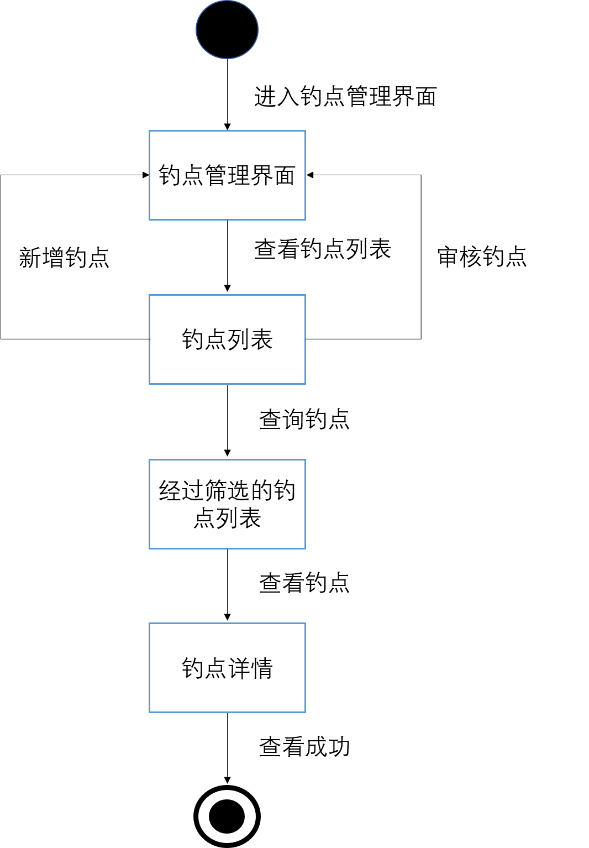 进入钓点管理界面
钓点管理界面
查看钓点列表
新增钓点
审核钓点
钓点列表
查询钓点
经过筛选的钓
点列表
查看钓点
钓点详情
查看成功